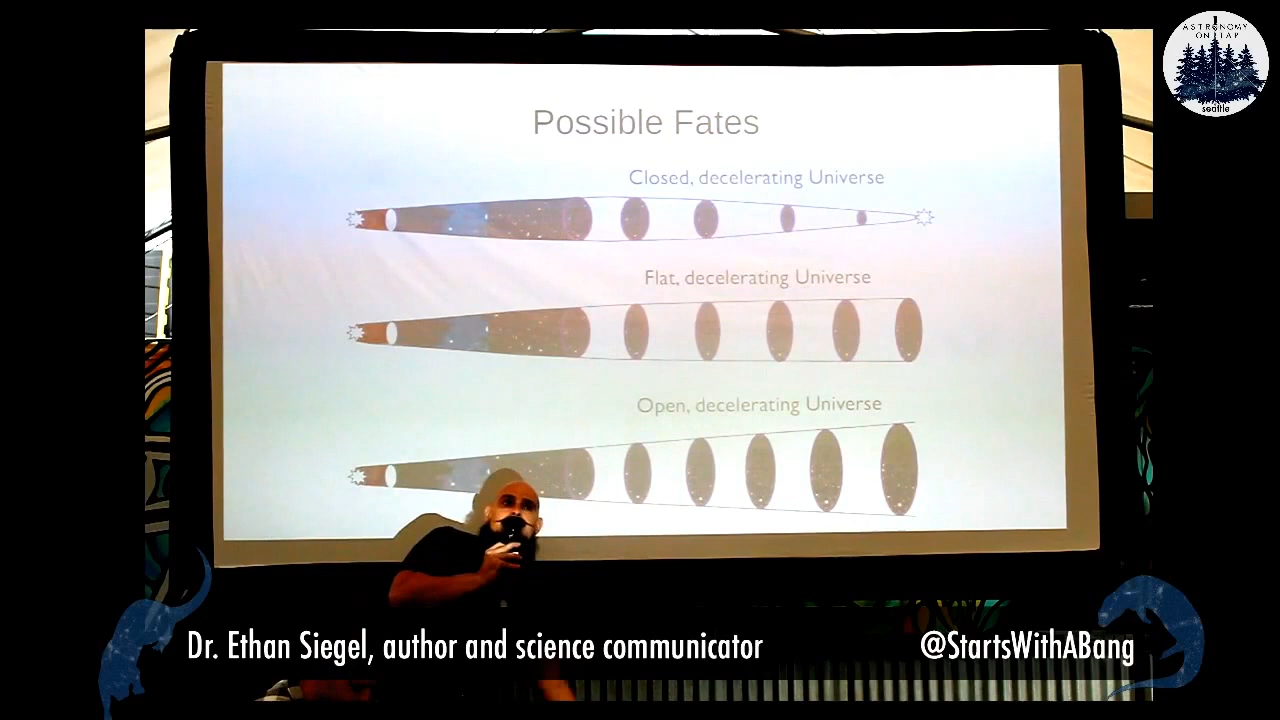 ASTRONOMY
ON TAP
seattle
Possible Fates
Closed, decelerating Universe
Flat, decelerating Universe
Open, decelerating Universe
Dr. Ethan Siegel, author and science communicator
@StartsWithABang